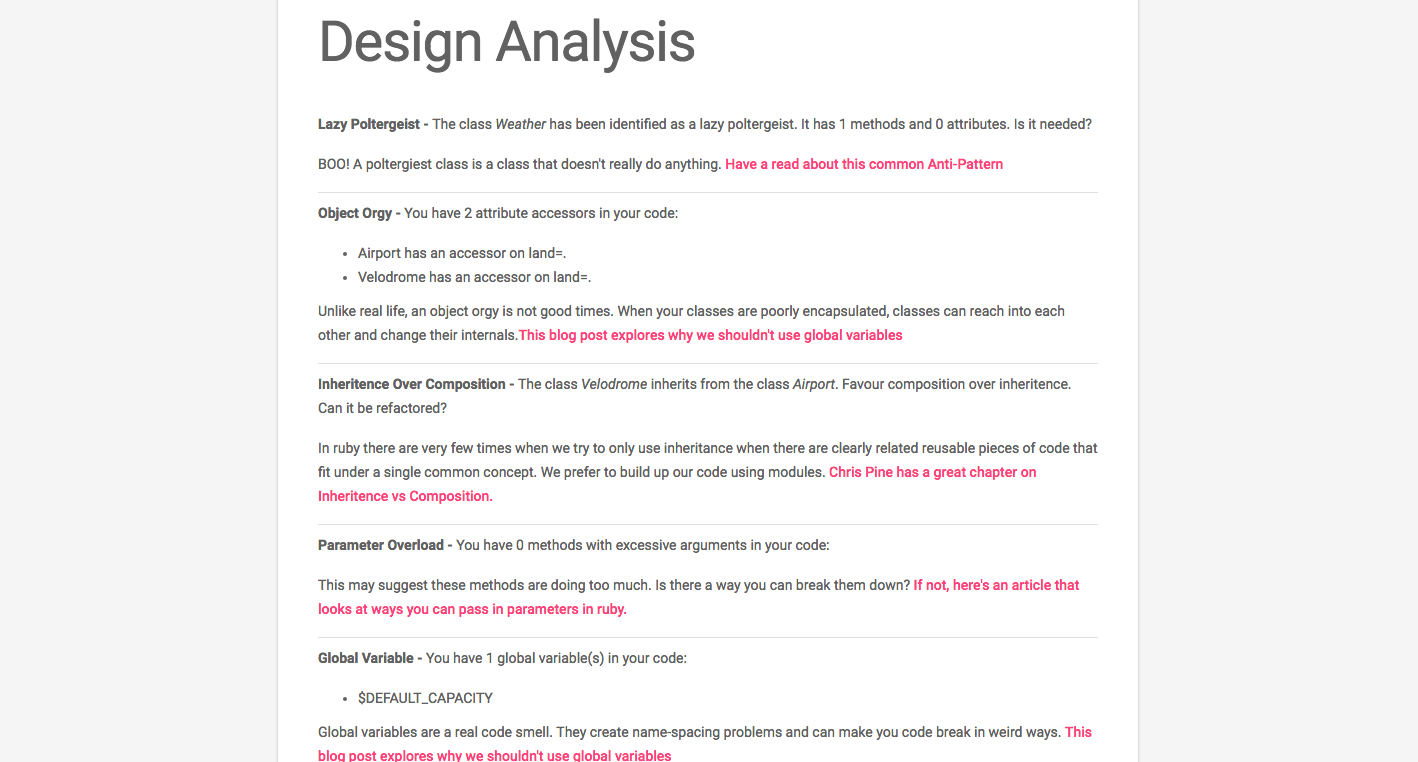 Design Analysis
Lazy Poltergeist - The class Weather has been identified as a lazy poltergeist. It has 1 methods and 0 attributes. Is it needed?
BOO! A poltergiest class is a class that doesn't really do anything. Have a read about this common Anti-Pattern
Object Orgy - You have 2 attribute accessors in your code:
• Airport has an accessor on land=.
• Velodrome has an accessor on land=.
Unlike real life, an object orgy is not good times. When your classes are poorly encapsulated, classes can reach into each
other and change their internals.This blog post explores why we shouldn't use global variables
Inheritence Over Composition - The class Velodrome inherits from the class Airport. Favour composition over inheritence.
Can it be refactored?
In ruby there are very few times when we try to only use inheritance when there are clearly related reusable pieces of code that
fit under a single common concept. We prefer to build up our code using modules. Chris Pine has a great chapter on
Inheritence vs Composition.
Parameter Overload - You have 0 methods with excessive arguments in your code:
This may suggest these methods are doing too much. Is there a way you can break them down? If not, here's an article that
looks at ways you can pass in parameters in ruby.
Global Variable - You have 1 global variable(s) in your code:
• $DEFAULT_CAPACITY
Global variables are a real code smell. They create name-spacing problems and can make you code break in weird ways. This
blog post explores why we shouldn't use global variables